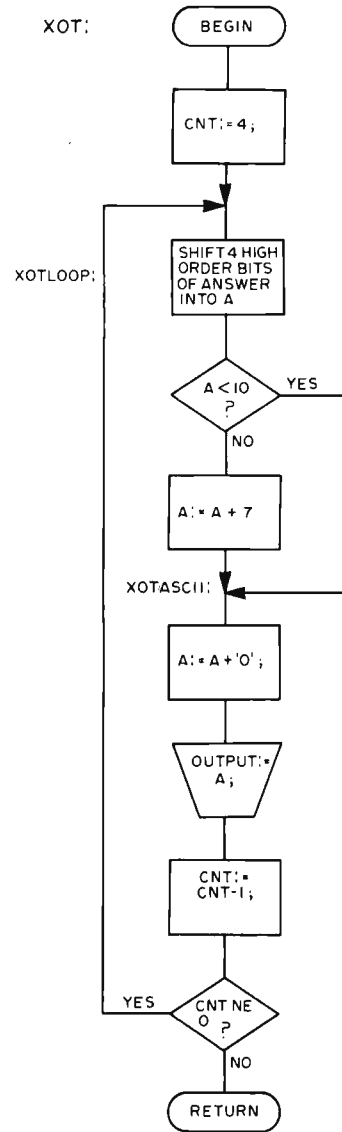 XOT:
BEGIN
CNT:=4;
XOTLOOP:
SHIFT 4 HIGH
ORDER BITS
OF ANSWER
INTO A
A<10
?
YES
NO
A:=A+7
XOTASCII:
A:=A+'0';
OUTPUT:=
A;
CNT:=
CNT-1;
YES
CNT NE
0
?
NO
RETURN